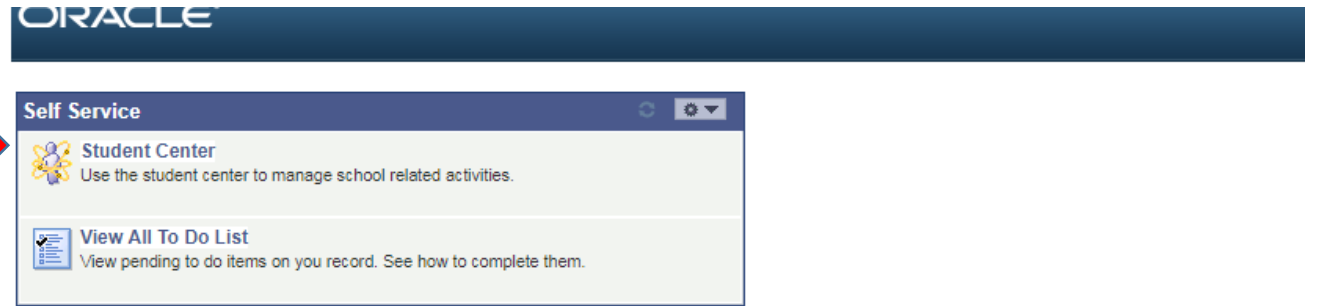 ORACLE
Self Service
Student Center
Use the student center to manage school related activities.
View All To Do List
View pending to do items on you record. See how to complete them.